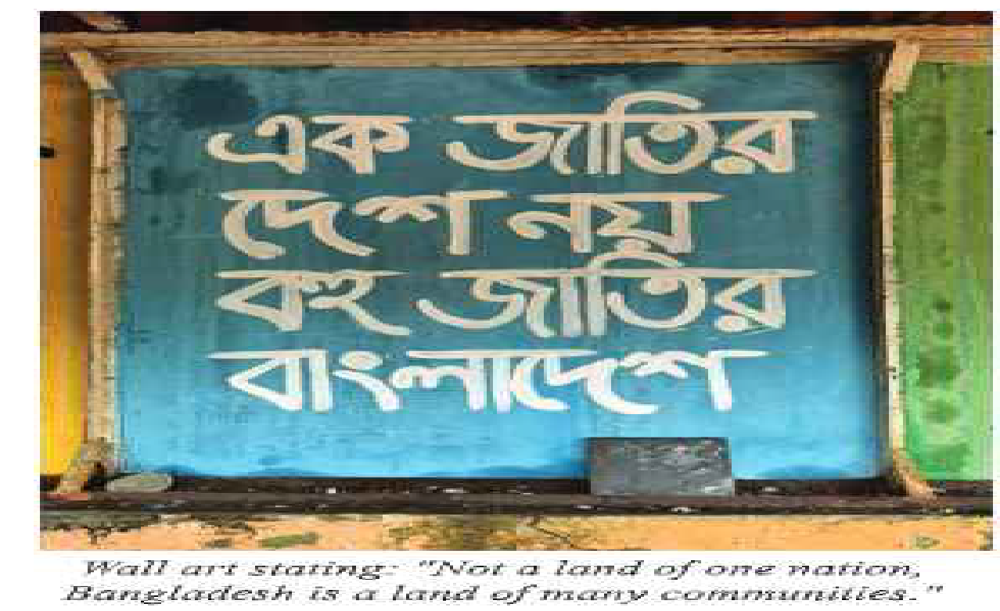 এক জাতির
দেশ নয়
বহু জাতির
বাংলাদেশ
Wall art stating: "Not a land of one nation,
Bangladesh is a land of many communities."